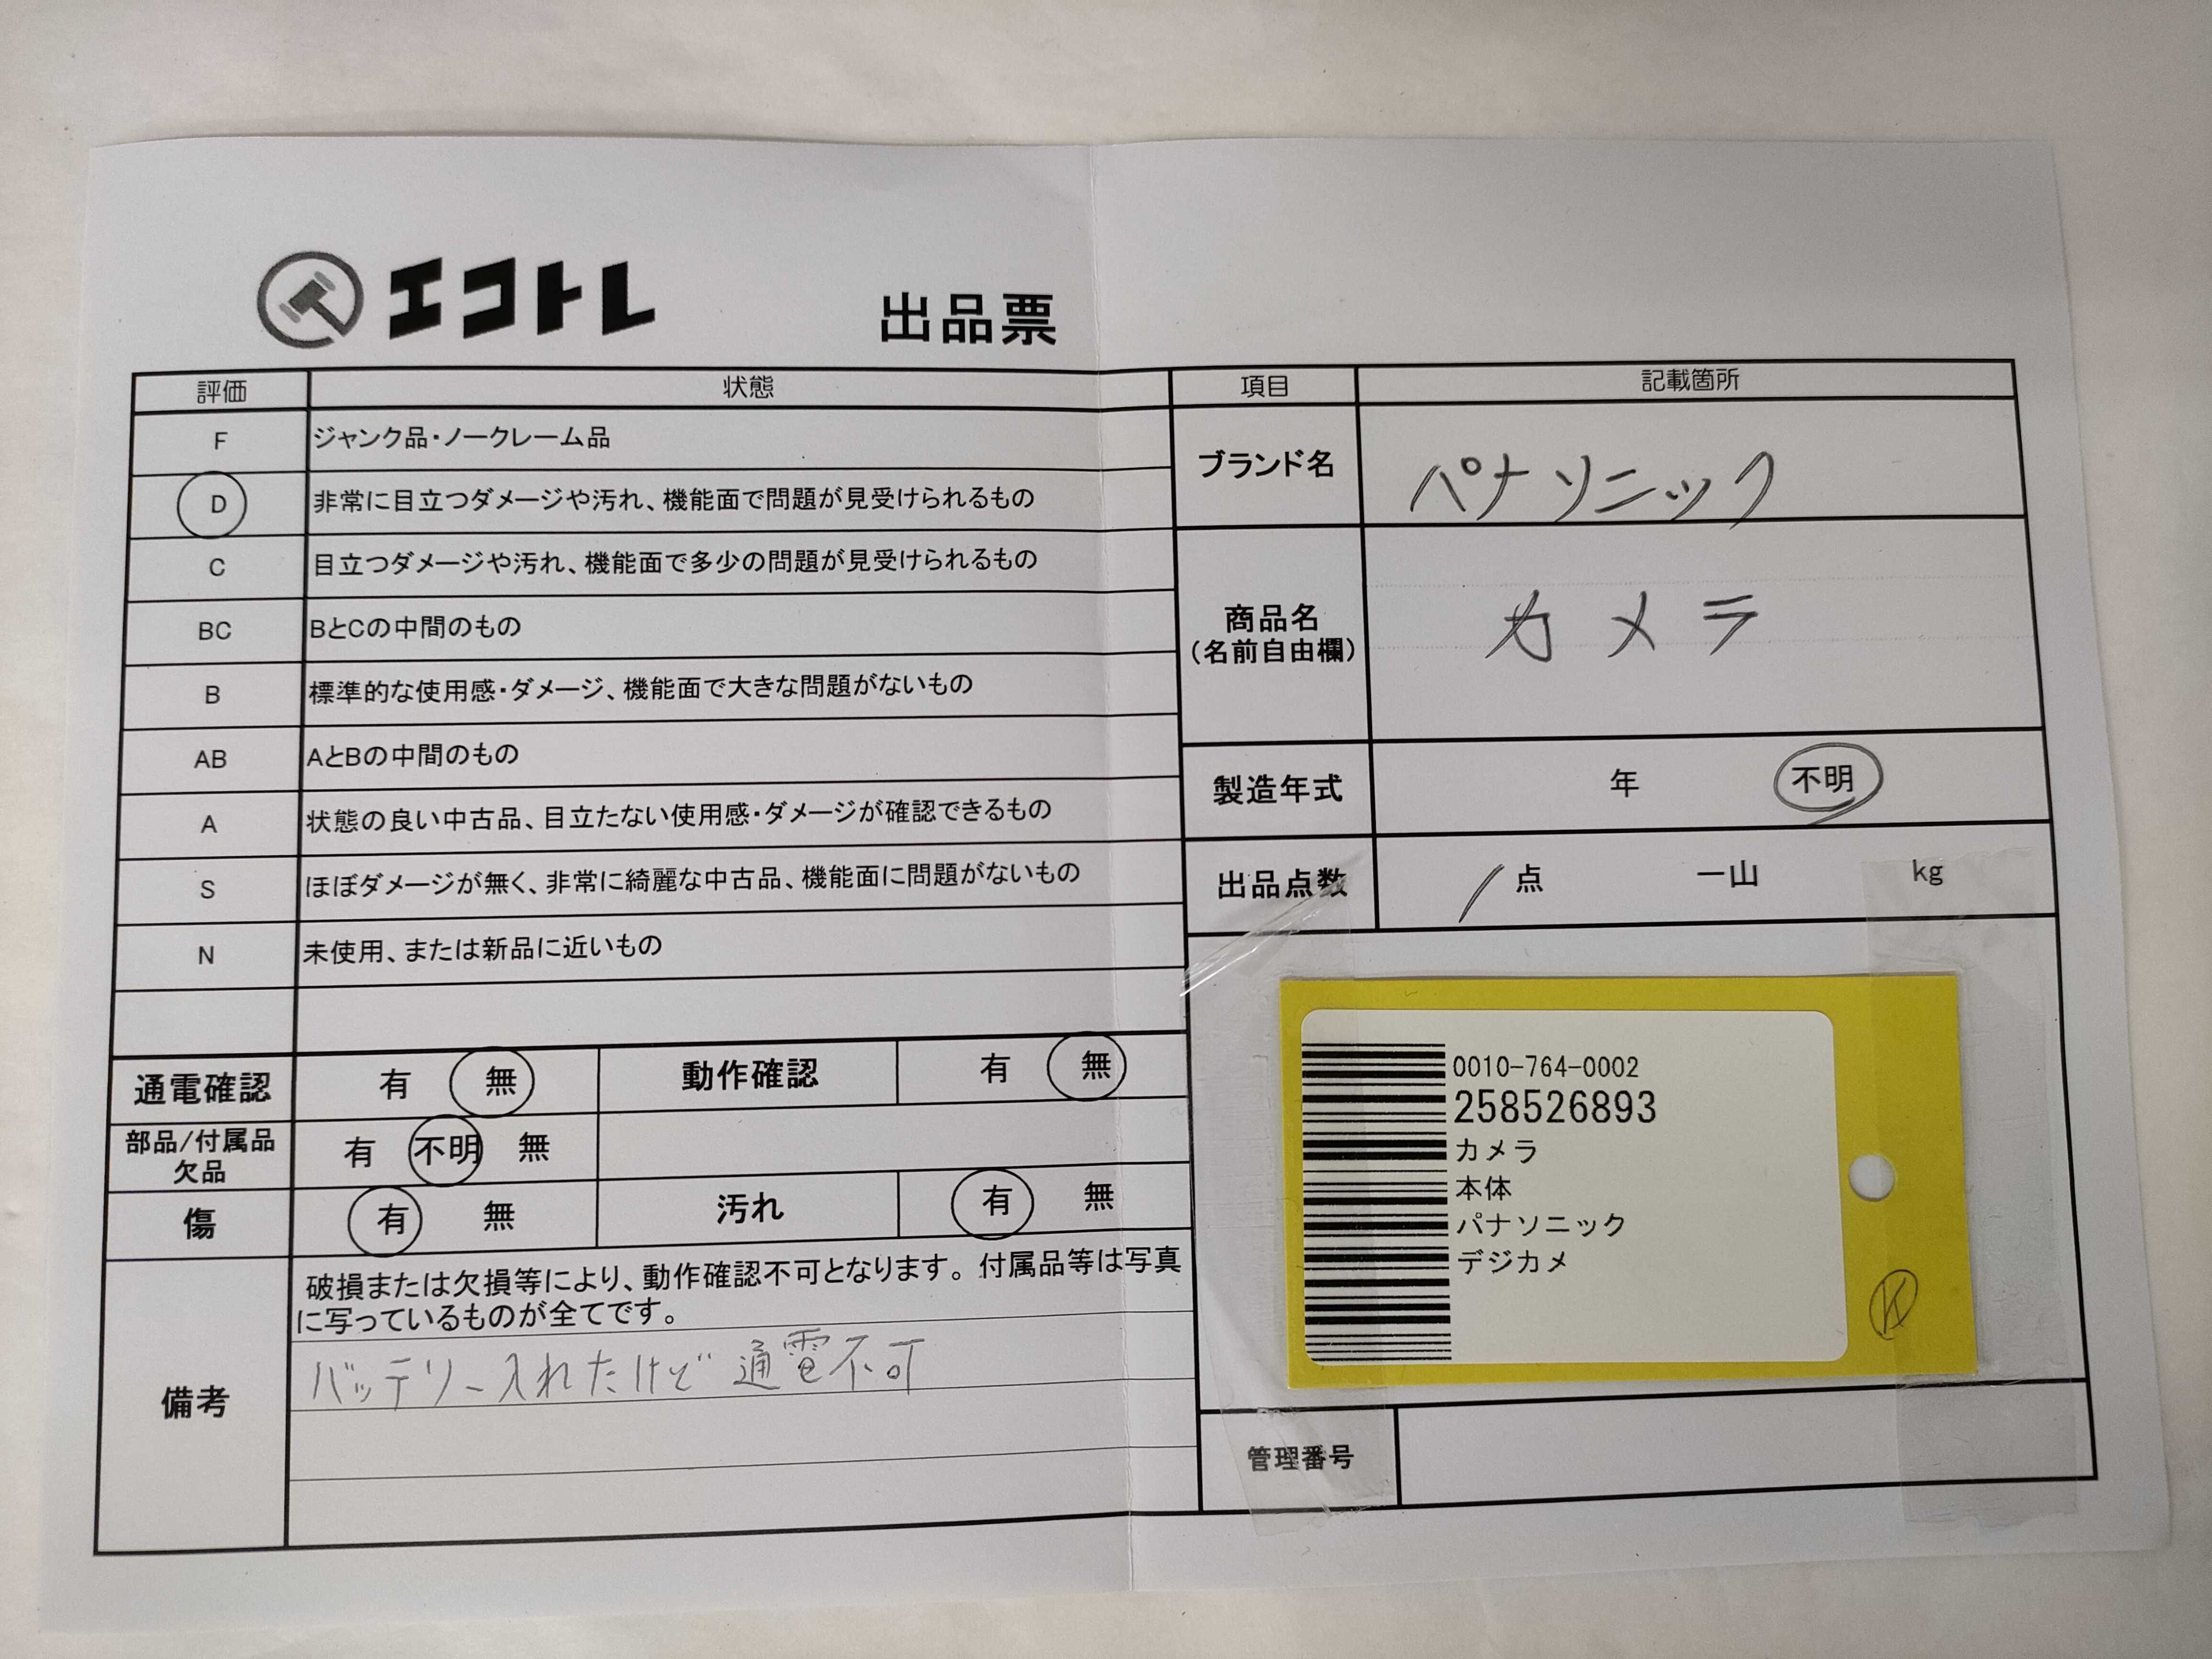 エコトレ
出品票
評価 状態
F ジャンク品・ノークレーム品
D 非常に目立つダメージや汚れ、機能面で問題が見受けられるもの
C 目立つダメージや汚れ、機能面で多少の問題が見受けられるもの
BC BとCの中間のもの
B 標準的な使用感・ダメージ、機能面で大きな問題がないもの
AB AとBの中間のもの
A 状態の良い中古品、目立たない使用感・ダメージが確認できるもの
S ほぼダメージが無く、非常に綺麗な中古品、機能面に問題がないもの
N 未使用、または新品に近いもの
通電確認 有 無 動作確認 有 無
部品/付属品
欠品 有 不明 無
傷 有 無 汚れ 有 無
備考
破損または欠損等により、動作確認不可となります。付属品等は写真
に写っているものが全てです。
バッテリー入れたけど通電不可
項目 記載箇所
ブランド名 パナソニック
商品名
(名前自由欄)
カメラ
製造年式 年 不明
出品点数 1点 一山 kg
0010-764-0002
258526893
カメラ
本体
パナソニック
デジカメ
K
管理番号